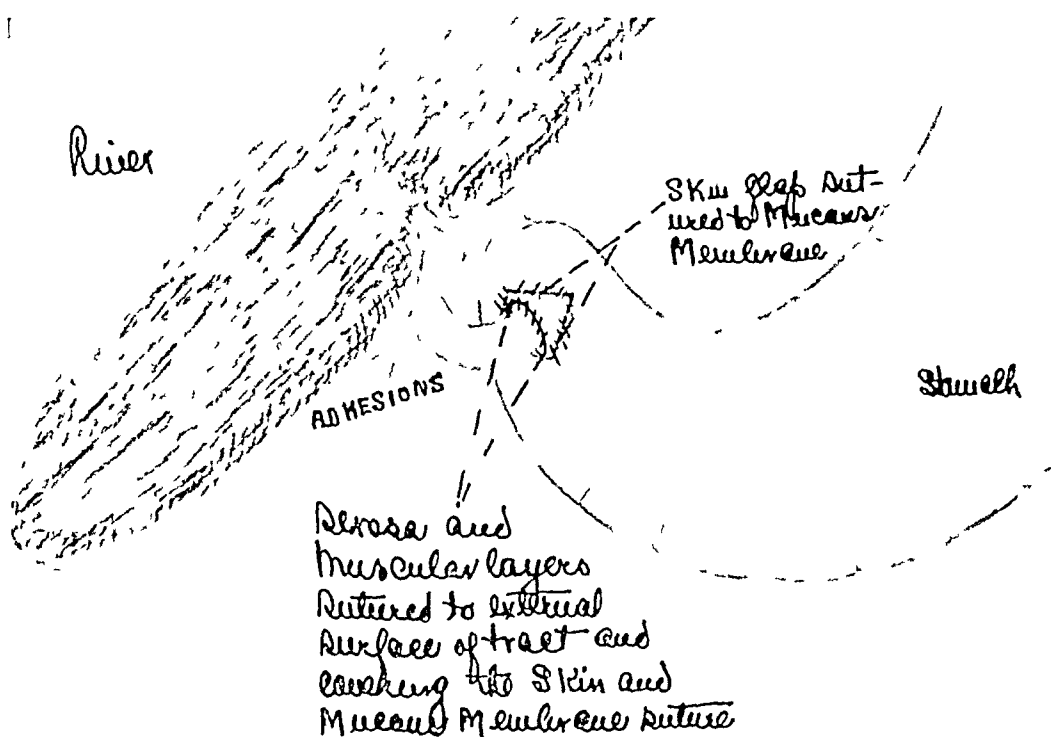 Liver
Skin flap sut-
ured to Mucous
Membrane
Stomach
ADHESIONS
Serosa and
Muscular layers
sutured to external
surface of tract and
covering the Skin and
Mucous Membrane suture